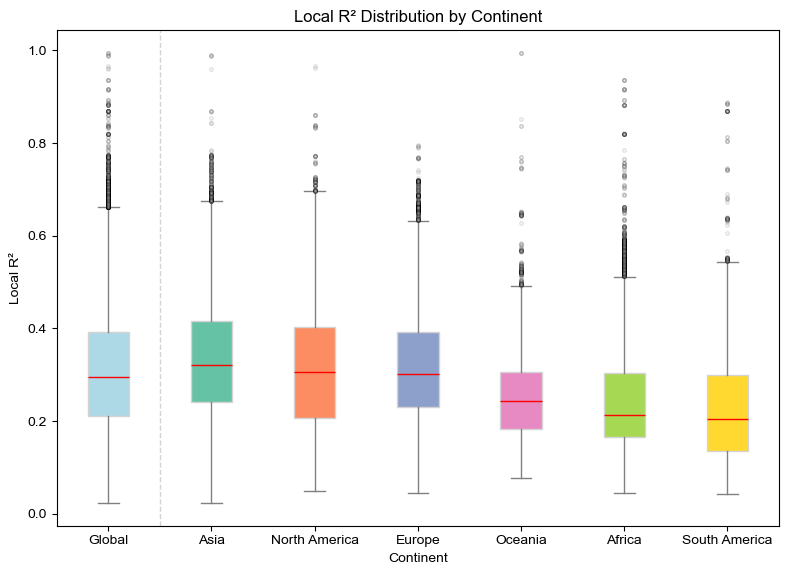 Local R² Distribution by Continent
Local R²
1.0
0.8
0.6
0.4
0.2
0.0
Global
Asia
North America
Europe
Oceania
Africa
South America
Continent